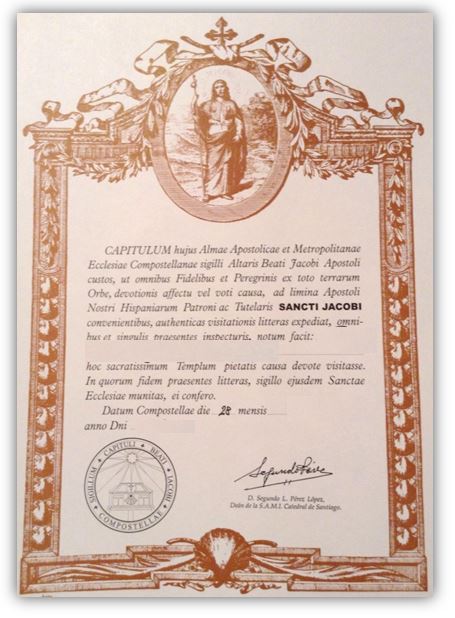 CAPITULUM hujus Almae Apostolicae et Metropolitanae
Ecclesiae Compostellanae sigilli Altaris Beati Jacobi Apostoli
custos, ut omnibus Fidelibus et Peregrinis ex toto terrarum
Orbe, devotionis affectu vel voti causa, ad limina Apostoli
Nostri Hispaniarum Patroni ac Tutelaris SANCTI JACOBI
convenientibus, authenticas visitationis litteras expediat, omni-
bus et singulis praesentes inspecturis, notum facit:
hoc sacratissimum Templum pietatis causa devote visitasse.
In quorum fidem praesentes litteras, sigillo ejusdem Sanctae
Ecclesiae munitas, ei confero.
Datum Compostellae die 28 mensis
anno Dni
SIGILLUM CAPITULI BEATI JACOBI COMPOSTELLAE
D. Segundo L. Pérez López,
Deán de la S.A.M.I. Catedral de Santiago.